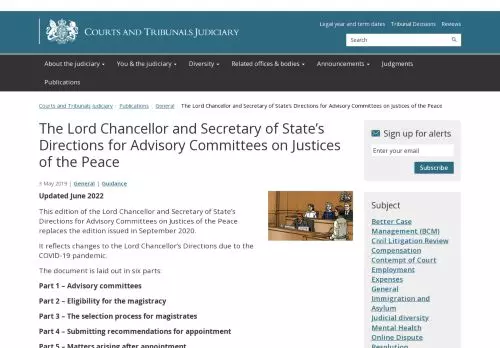 Legal year and term dates Tribunal Decisions Reviews
COURTS AND TRIBUNALS JUDICIARY
Search
About the judiciary You & the judiciary Diversity Related offices & bodies Announcements Judgments
Publications
Courts and Tribunals Judiciary Publications General The Lord Chancellor and Secretary of State's Directions for Advisory Committees on Justices of the Peace
The Lord Chancellor and Secretary of State's
Directions for Advisory Committees on Justices
of the Peace
3 May 2019 | General | Guidance
Updated June 2022
This edition of the Lord Chancellor and Secretary of State's
Directions for Advisory Committees on Justices of the Peace
replaces the edition issued in September 2020.
It reflects changes to the Lord Chancellor's Directions due to the
COVID-19 pandemic.
The document is laid out in six parts:
Part 1 – Advisory committees
Part 2 – Eligibility for the magistracy
Part 3 – The selection process for magistrates
Part 4 – Submitting recommendations for appointment
Part 5 – Matters arising after appointment
Sign up for alerts
Enter your email
Subscribe
Subject
Better Case
Management (BCM)
Civil Litigation Review
Compensation
Contempt of Court
Employment
Expenses
General
Immigration and
Asylum
Judicial diversity
Mental Health
Online Dispute
Resolution